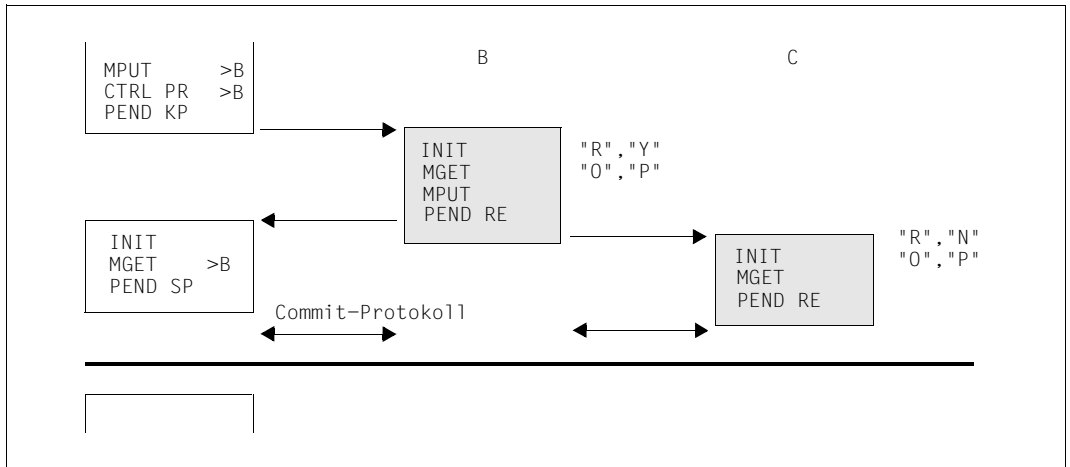 B C
MPUT >B
CTRL PR >B
PEND KP
INIT
MGET
MPUT
PEND RE
"R","Y"
"O","P"
INIT
MGET >B
PEND SP
INIT
MGET
PEND RE
"R","N"
"O","P"
Commit-Protokoll